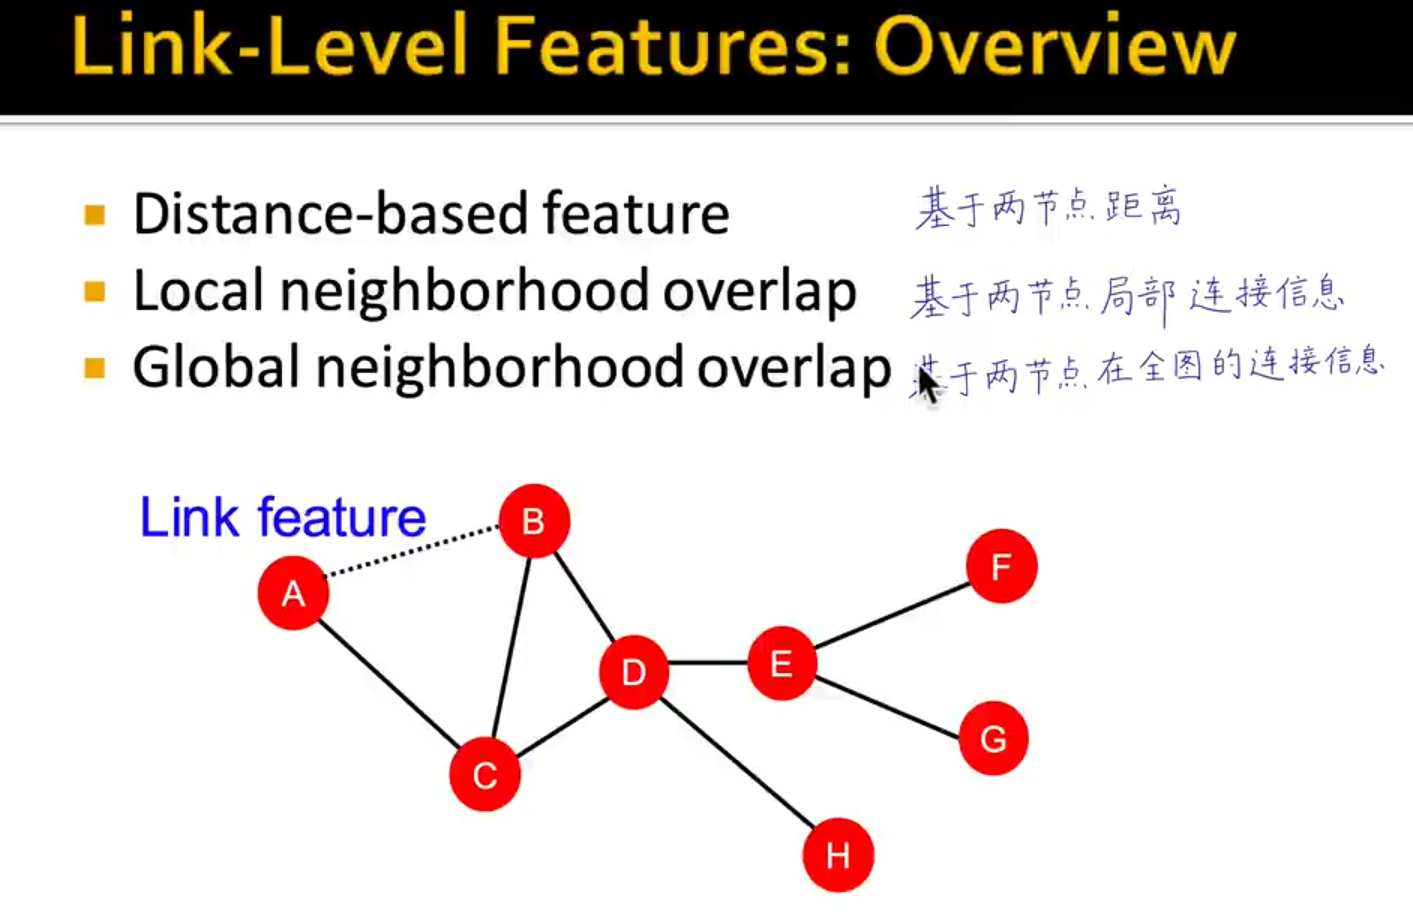 Link-Level Features: Overview
Distance-based feature 基于两节点距离
Local neighborhood overlap 基于两节点局部连接信息
Global neighborhood overlap 基于两节点在全图的连接信息
Link feature
B
A
F
D
E
G
C
H